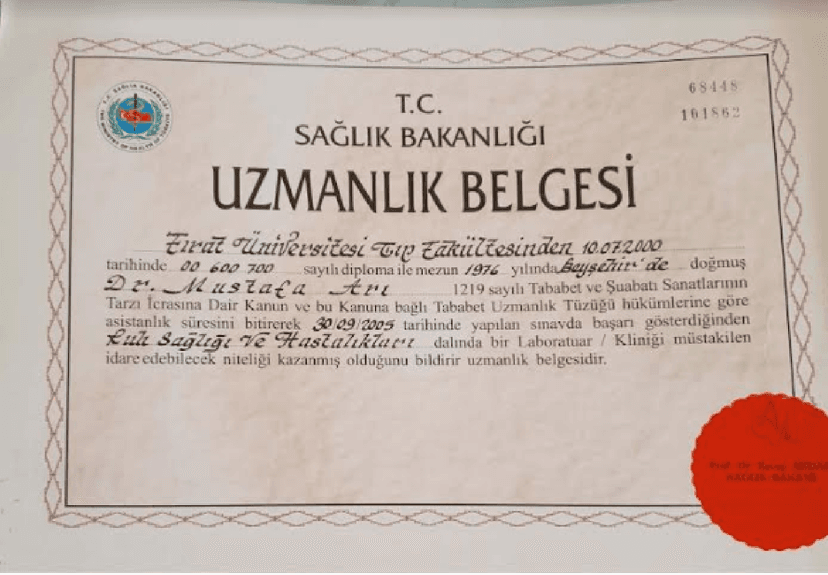 68448
101862
T.C.
SAĞLIK BAKANLIĞI
UZMANLIK BELGESİ
Fırat Üniversitesi Tıp Fakültesinden 10.07.2000
tarihinde 00 600 700 sayılı diploma ile mezun 1976 yılında Beyşehir'de doğmuş
Dr. Mustafa Arı 1219 sayılı Tababet ve Şuabatı Sanatlarının
Tarzı İcrasına Dair Kanun ve bu Kanuna bağlı Tababet Uzmanlık Tüzüğü hükümlerine göre
asistanlık süresini bitirerek 30/09/2005 tarihinde yapılan sınavda başarı gösterdiğinden
Ruh Sağlığı Ve Hastalıkları dalında bir Laboratuar / Kliniği müstakilen
idare edebilecek niteliği kazanmış olduğunu bildirir uzmanlık belgesidir.
Prof. Dr.
SAĞLIK BAKANI